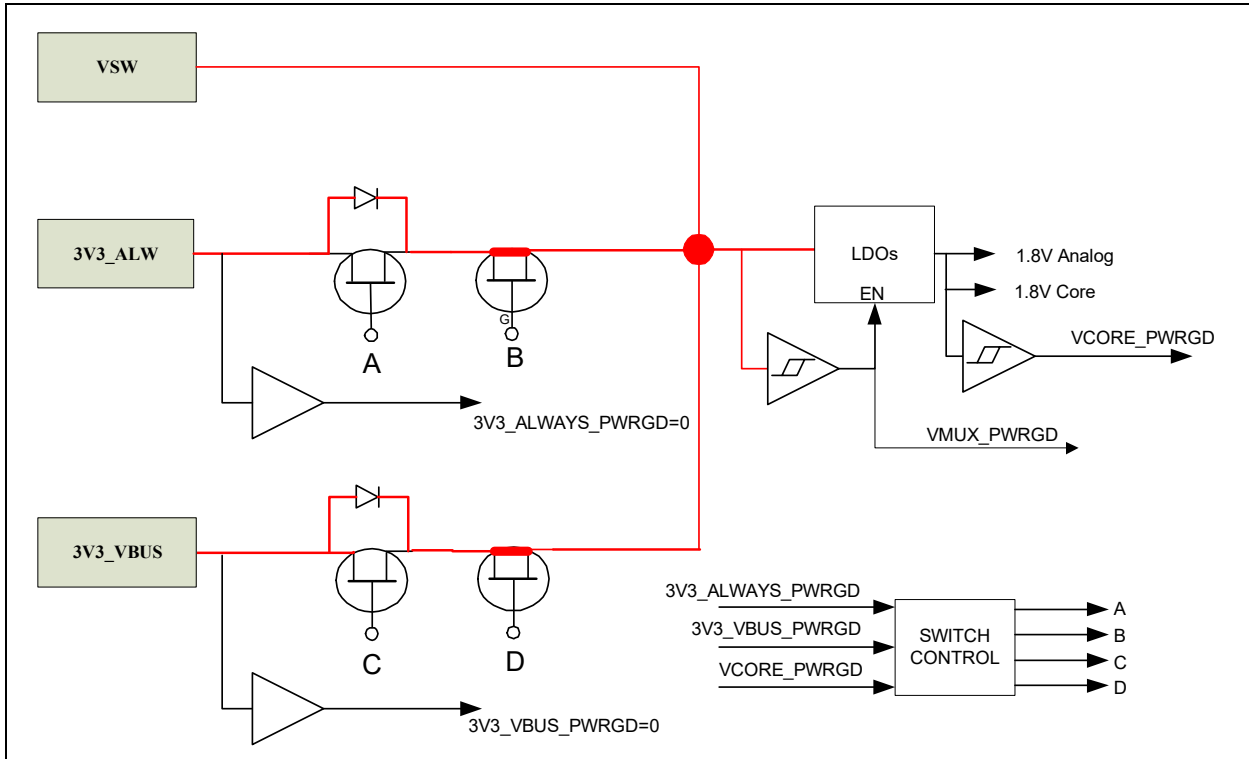 VSW
3V3_ALW
A
G
B
3V3_ALWAYS_PWRGD=0
LDOs
EN
1.8V Analog
1.8V Core
VCORE_PWRGD
VMUX_PWRGD
3V3_VBUS
C
D
3V3_VBUS_PWRGD=0
3V3_ALWAYS_PWRGD
3V3_VBUS_PWRGD
VCORE_PWRGD
SWITCH
CONTROL
A
B
C
D